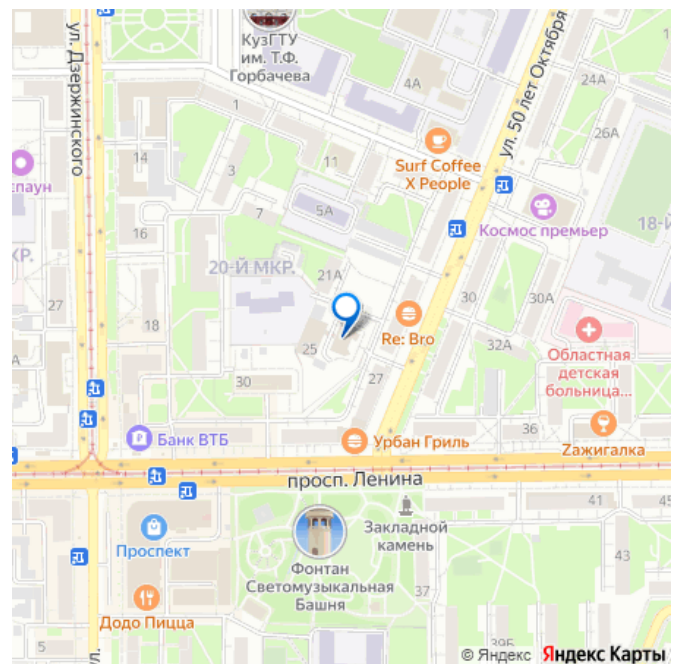 ул. Дзержинского
КузГТУ
им. Т.Ф.
Горбачева
4А
ул. 50 лет Октября
24А
26А
1
14
3
11
Surf Coffee
X People
спаун
7
5А
Космос премьер
18-Й
КР.
16
20-Й МКР.
21А
27
18
30
30А
Re: Bro
32А
25
Областная
детская
больница...
А
30
27
36
Банк ВТБ
Урбан Гриль
Zажигалка
просп. Ленина
41
45
Закладной
камень
Проспект
Фонтан
Светомузыкальная
Башня
43
37
Додо Пицца
5
ул.
39Б
© Яндекс Яндекс Карты